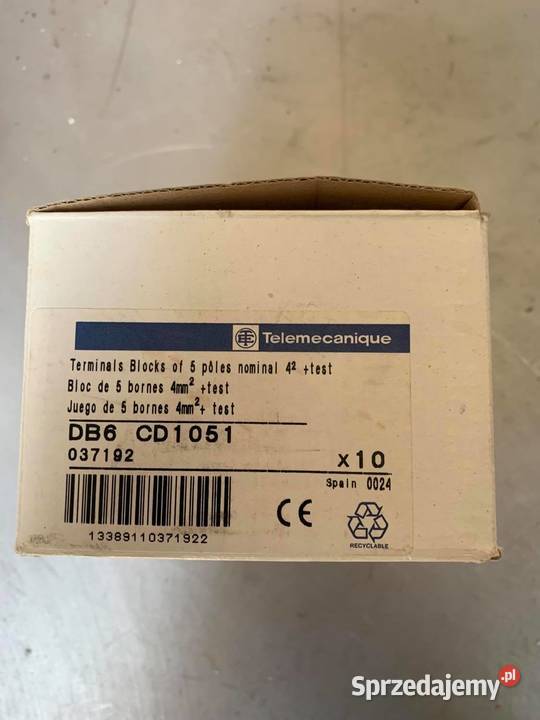 Telemecanique
Terminals Blocks of 5 pôles nominal 4² +test
Bloc de 5 bornes 4mm² +test
Juego de 5 bornes 4mm²+ test
DB6 CD1051
037192
x10
Spain 0024
13389110371922
CE
RECYCLABLE
Sprzedajemy.pl